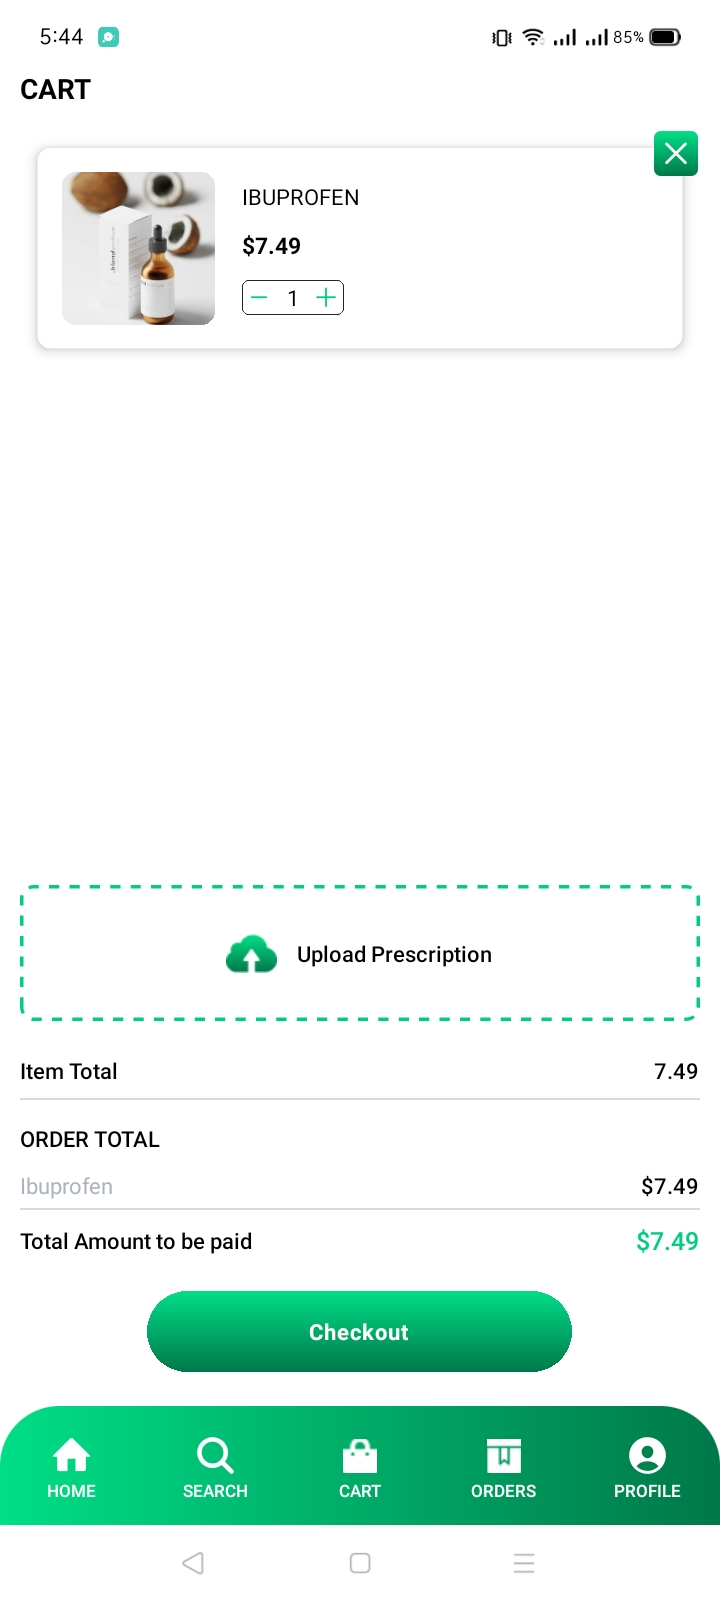 5:44
85%
CART
IBUPROFEN
$7.49
1
Upload Prescription
Item Total 7.49
ORDER TOTAL
Ibuprofen $7.49
Total Amount to be paid $7.49
Checkout
HOME SEARCH CART ORDERS PROFILE